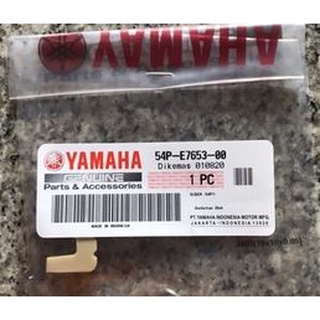 YAMAHA
YAMAHA
GENUINE
Parts & Accessories
54P-E7653-00
Dikemas 010820
1 PC
MADE IN INDONESIA
PT.YAMAHA INDONESIA MOTOR MFG.
JAKARTA - INDONESIA 13920